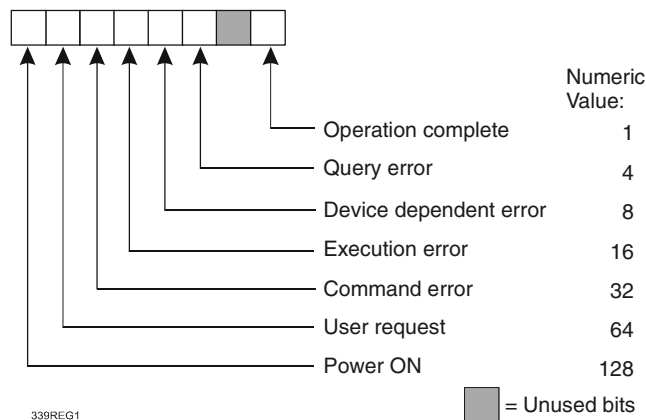 Numeric
Value:
Operation complete 1
Query error 4
Device dependent error 8
Execution error 16
Command error 32
User request 64
Power ON 128
339REG1
= Unused bits